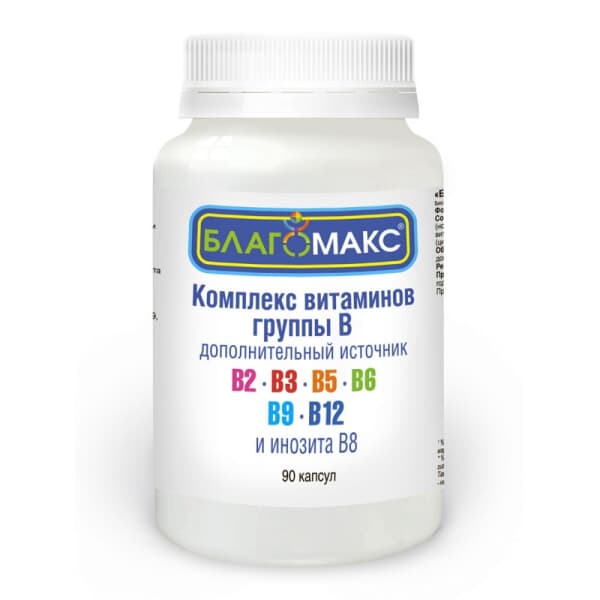 БЛАГОМАКС®
Комплекс витаминов
группы В
дополнительный источник
В2 · В3 · В5 · В6
В9 · В12
и инозита В8
90 капсул